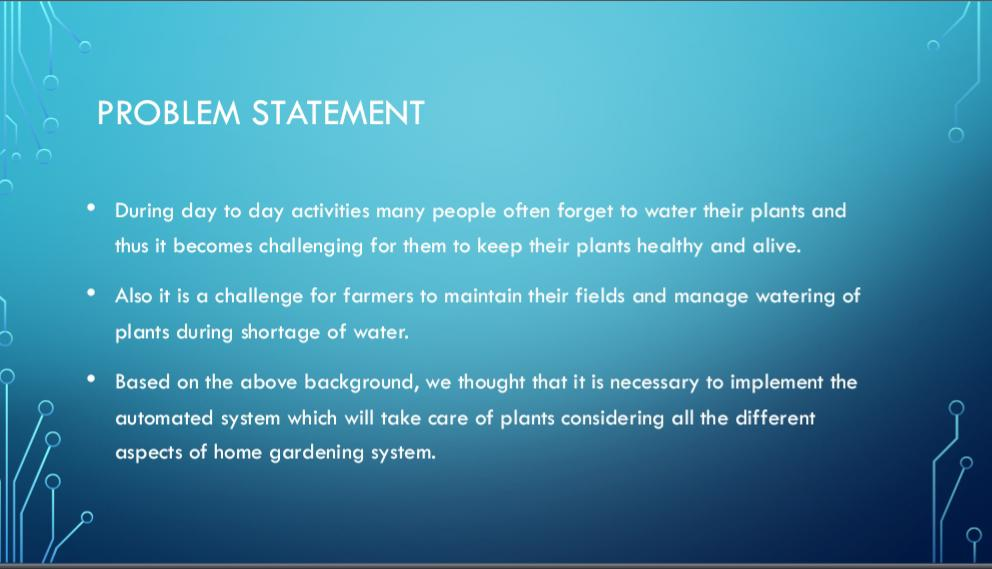 PROBLEM STATEMENT
• During day to day activities many people often forget to water their plants and
thus it becomes challenging for them to keep their plants healthy and alive.
• Also it is a challenge for farmers to maintain their fields and manage watering of
plants during shortage of water.
• Based on the above background, we thought that it is necessary to implement the
automated system which will take care of plants considering all the different
aspects of home gardening system.